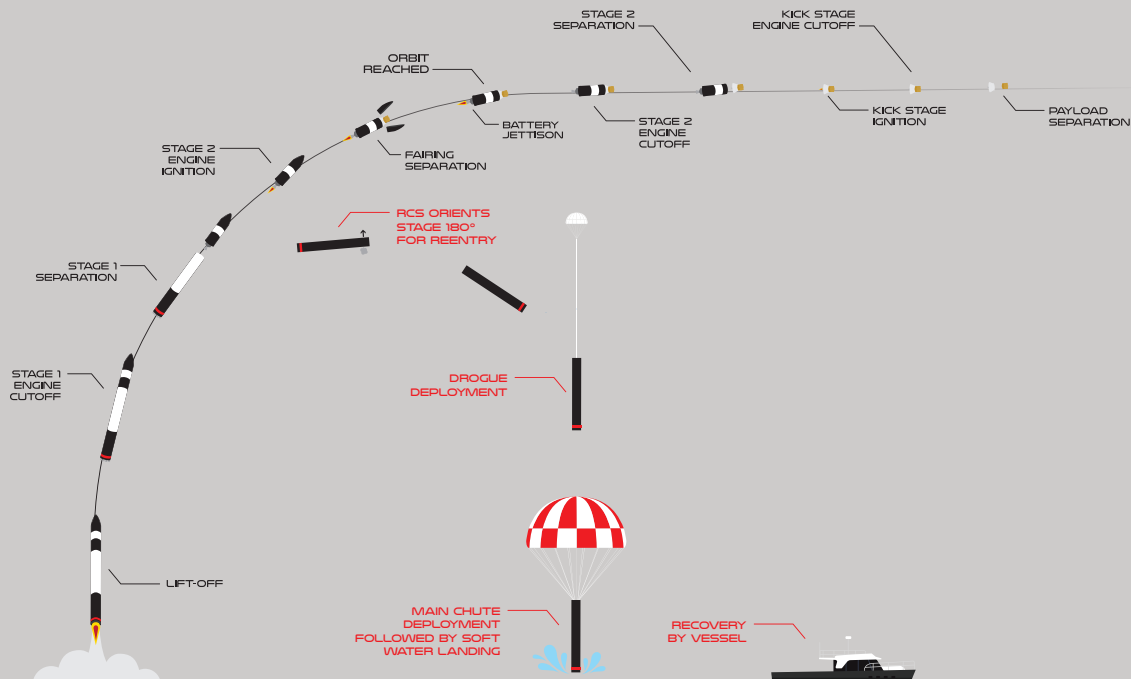 LIFT-OFF
STAGE 1
ENGINE
CUTOFF
STAGE 1
SEPARATION
STAGE 2
ENGINE
IGNITION
FAIRING
SEPARATION
ORBIT
REACHED
BATTERY
JETTISON
STAGE 2
ENGINE
CUTOFF
STAGE 2
SEPARATION
KICK STAGE
IGNITION
KICK STAGE
ENGINE CUTOFF
PAYLOAD
SEPARATION
RCS ORIENTS
STAGE 180°
FOR REENTRY
DROGUE
DEPLOYMENT
MAIN CHUTE
DEPLOYMENT
FOLLOWED BY SOFT
WATER LANDING
RECOVERY
BY VESSEL